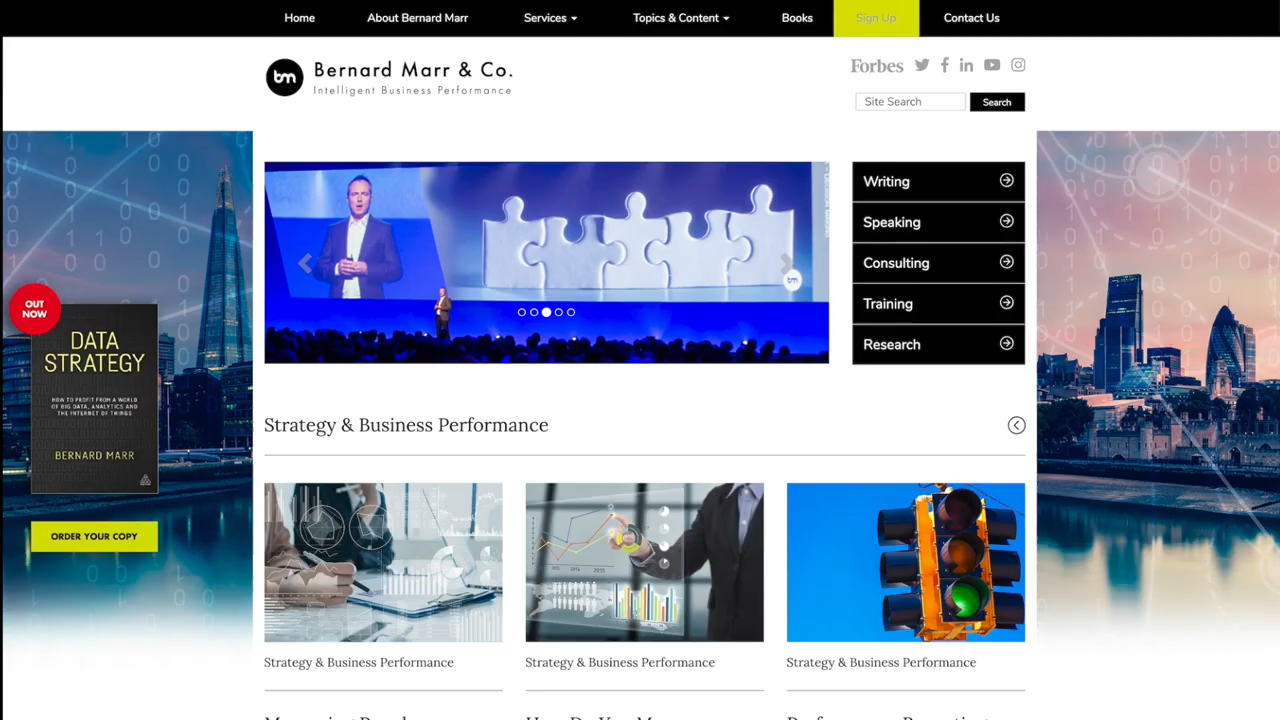 Home About Bernard Marr Services Topics & Content Books Sign Up Contact Us
bm
Bernard Marr & Co.
Intelligent Business Performance
Forbes
Site Search
Search
Writing
Speaking
Consulting
Training
Research
OUT
NOW
DATA
STRATEGY
HOW TO PROFIT FROM A WORLD
OF BIG DATA, ANALYTICS AND
THE INTERNET OF THINGS
BERNARD MARR
ORDER YOUR COPY
Strategy & Business Performance
Strategy & Business Performance
Strategy & Business Performance
Strategy & Business Performance